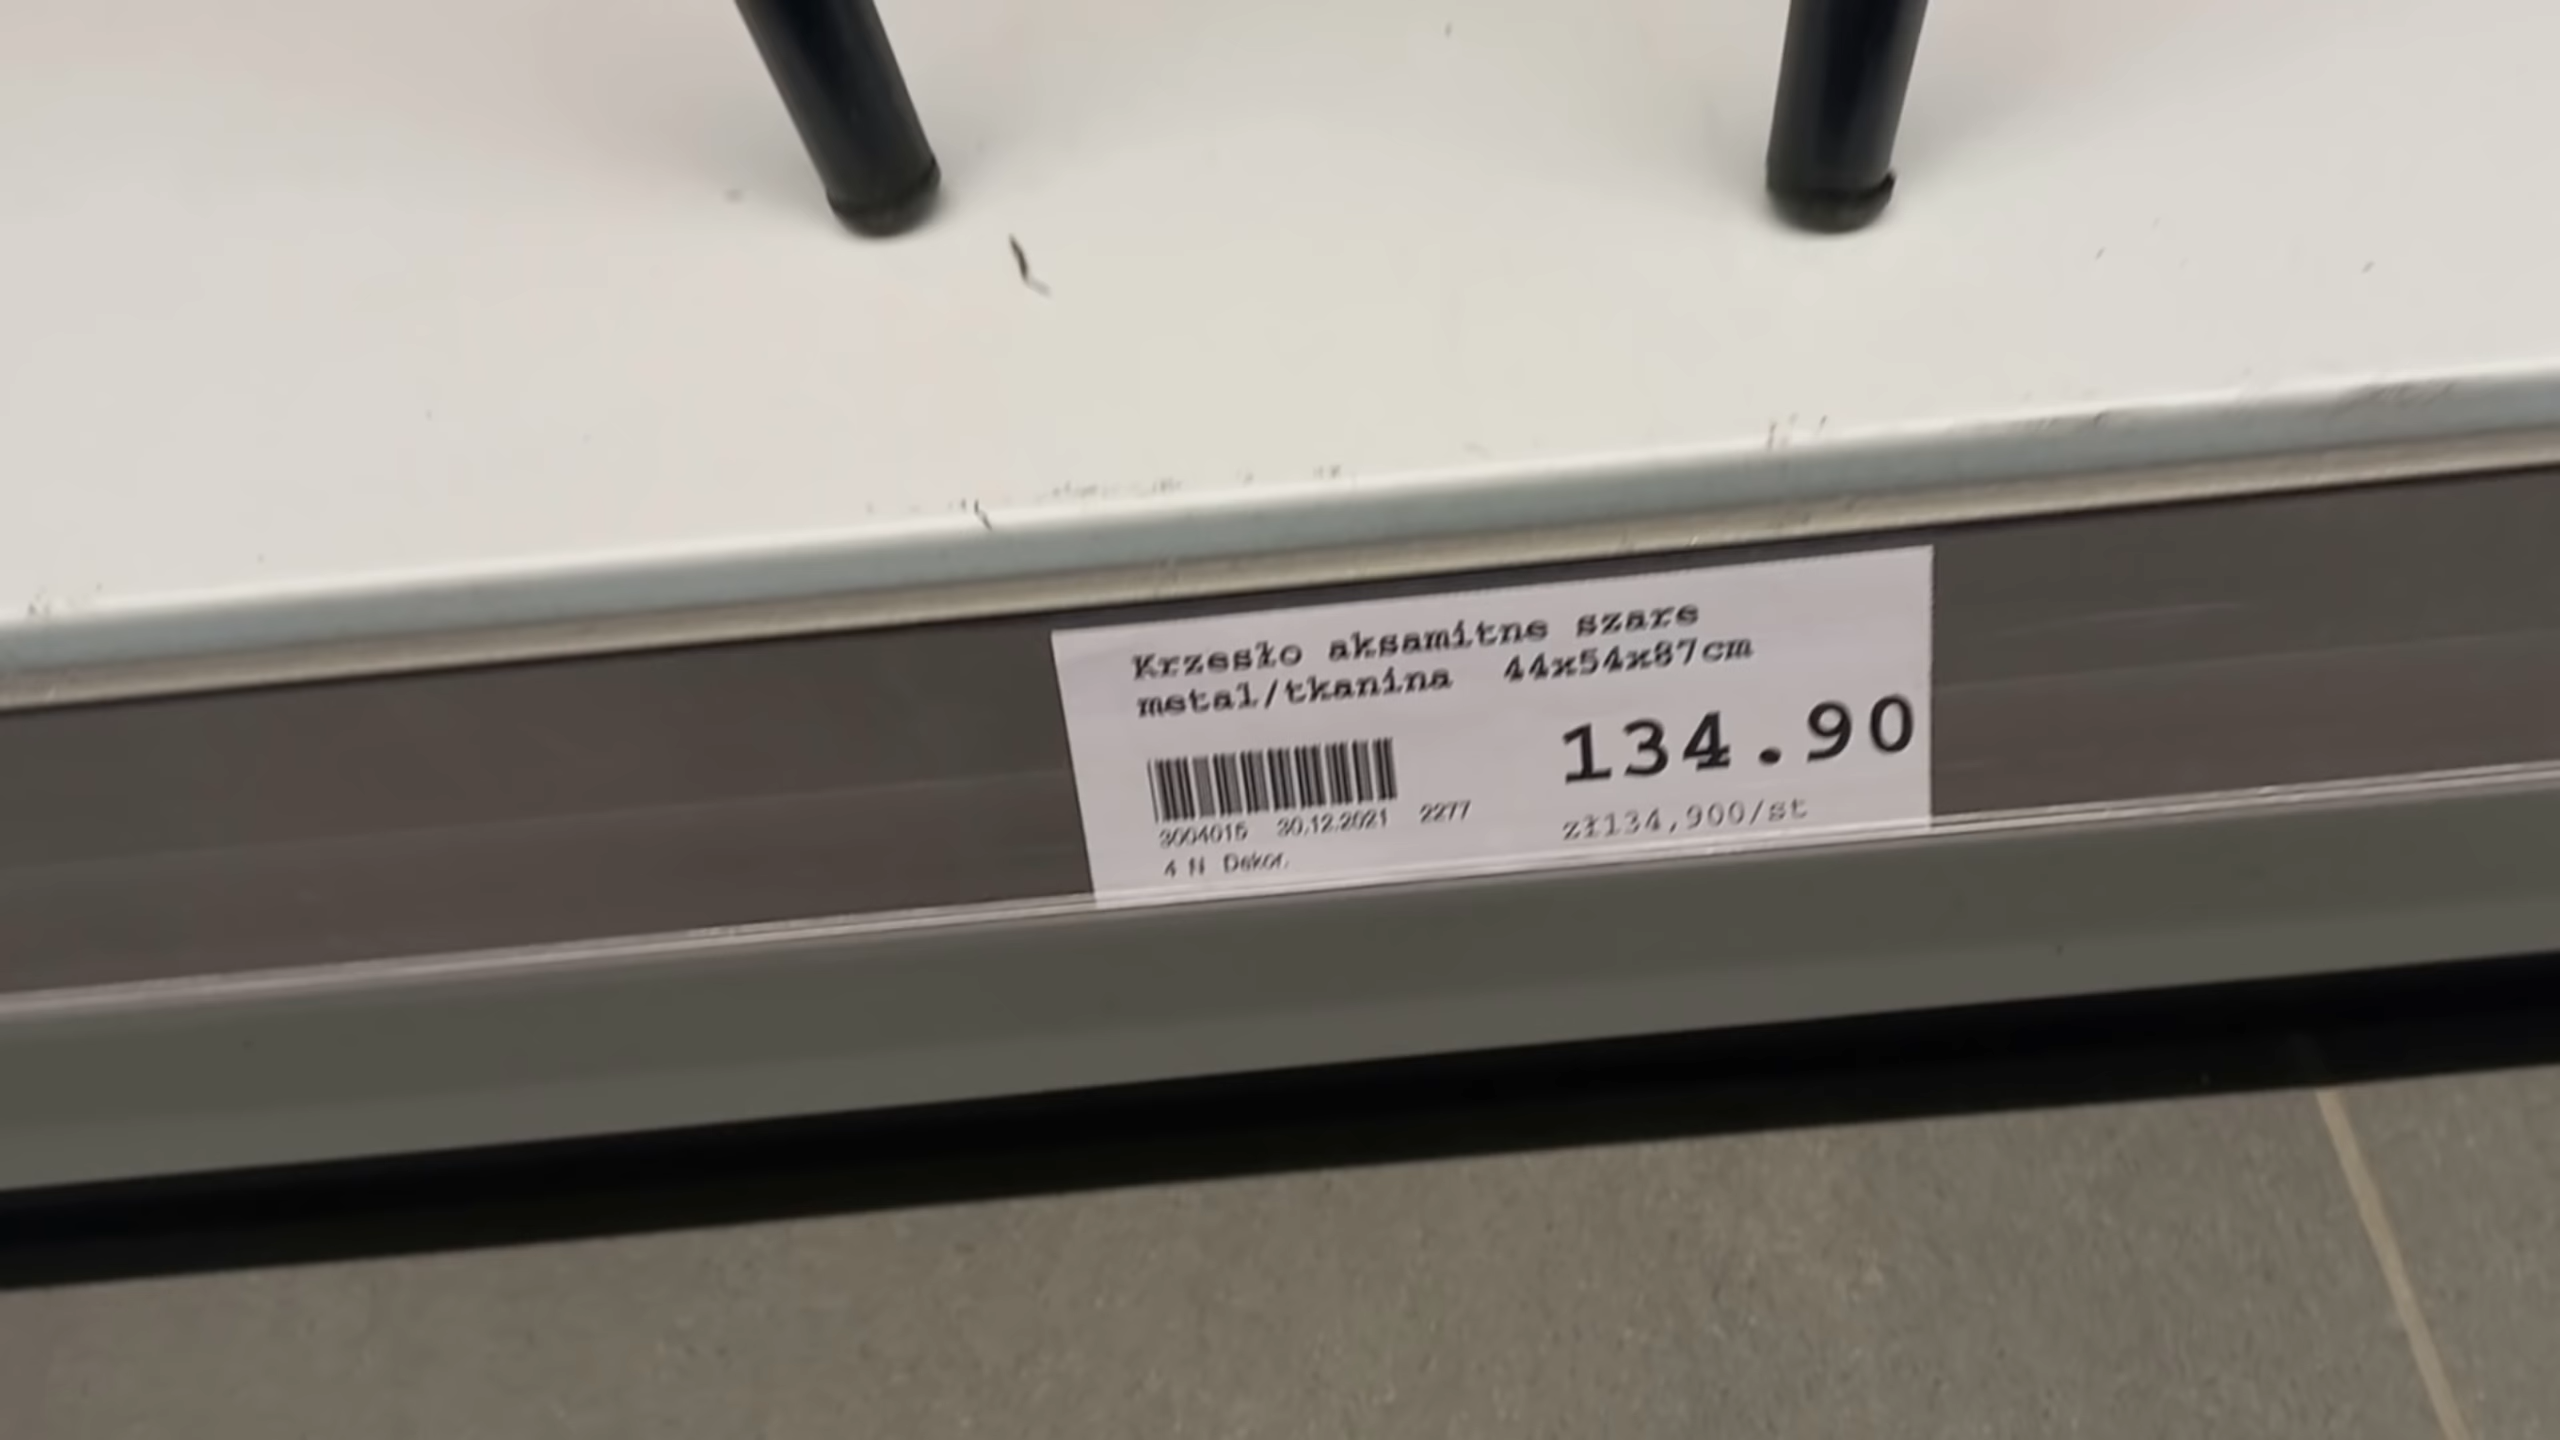 Krzesło aksamitne szare
metal/tkanina 44x54x87cm
134.90
3004015 30.12.2021 2277
zł134,900/st
4 N Dekor.